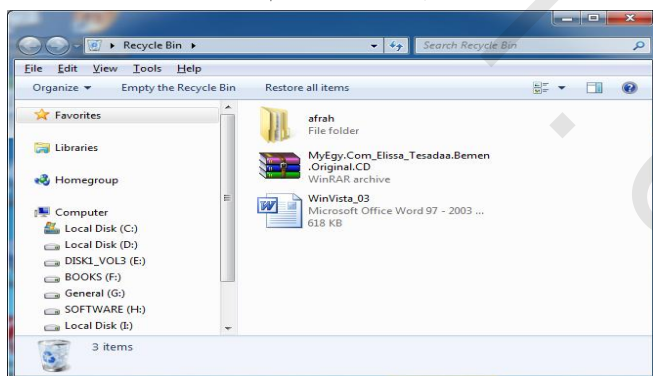 Recycle Bin
Search Recycle Bin
File Edit View Tools Help
Organize Empty the Recycle Bin Restore all items
Favorites
Libraries
Homegroup
Computer
Local Disk (C:)
Local Disk (D:)
DISK1_VOL3 (E:)
BOOKS (F:)
General (G:)
SOFTWARE (H:)
Local Disk (I:)
afrah
File folder
MyEgy.Com_Elissa_Tesadaa.Bemen
.Original.CD
WinRAR archive
WinVista_03
Microsoft Office Word 97 - 2003 ...
618 KB
3 items